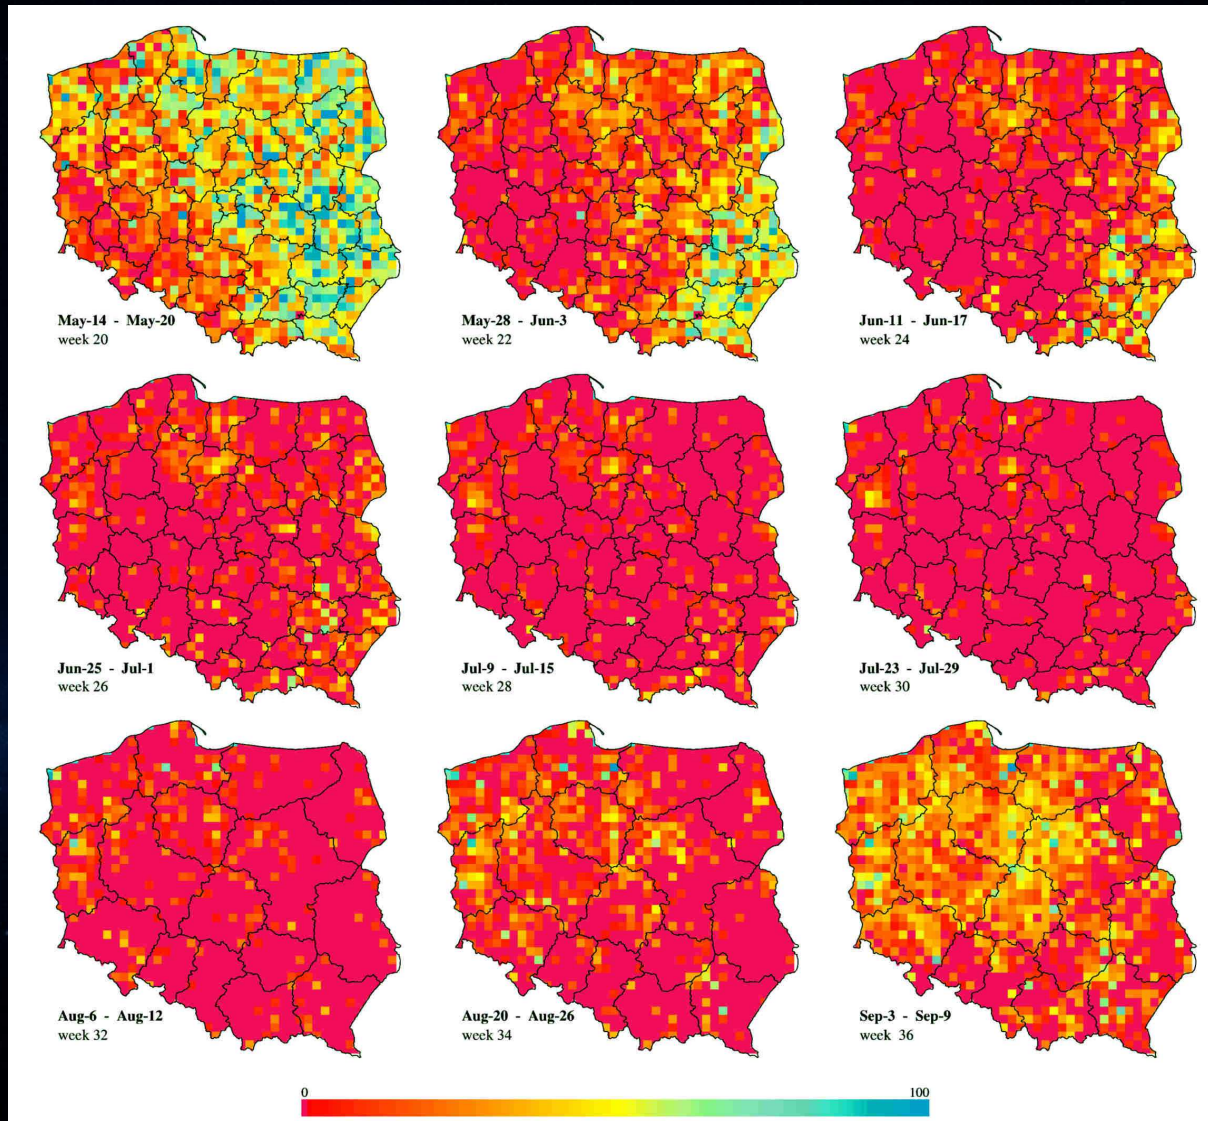 May-14 - May-20
week 20
May-28 - Jun-3
week 22
Jun-11 - Jun-17
week 24
Jun-25 - Jul-1
week 26
Jul-9 - Jul-15
week 28
Jul-23 - Jul-29
week 30
Aug-6 - Aug-12
week 32
Aug-20 - Aug-26
week 34
Sep-3 - Sep-9
week 36
0
100